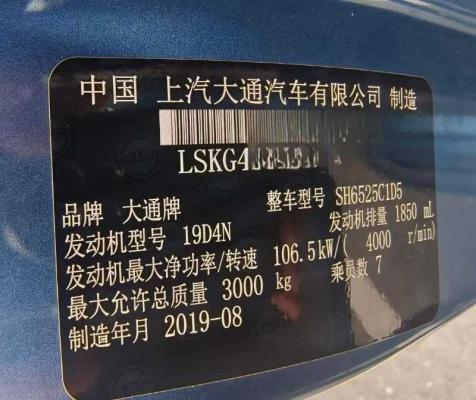 中国 上汽大通汽车有限公司 制造
LSKG4
品牌 大通牌 整车型号 SH6525C1D5
发动机型号 19D4N 发动机排量 1850 mL
发动机最大净功率/转速 106.5kW/( 4000 r/min)
最大允许总质量 3000 kg 乘员数 7
制造年月 2019-08